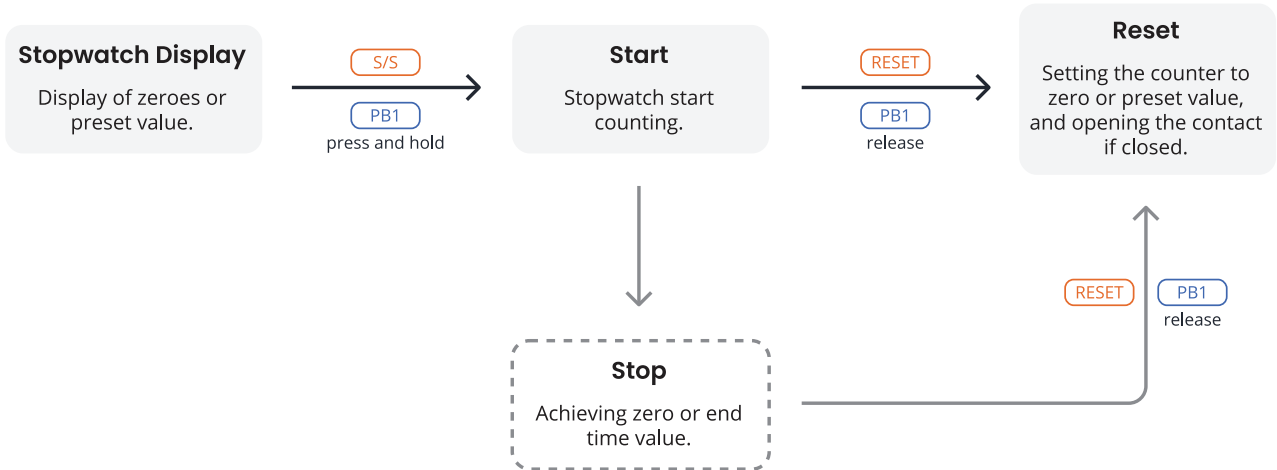 Stopwatch Display
Display of zeroes or
preset value.
S/S
PB1
press and hold
Start
Stopwatch start
counting.
RESET
PB1
release
Reset
Setting the counter to
zero or preset value,
and opening the contact
if closed.
RESET
PB1
release
Stop
Achieving zero or end
time value.